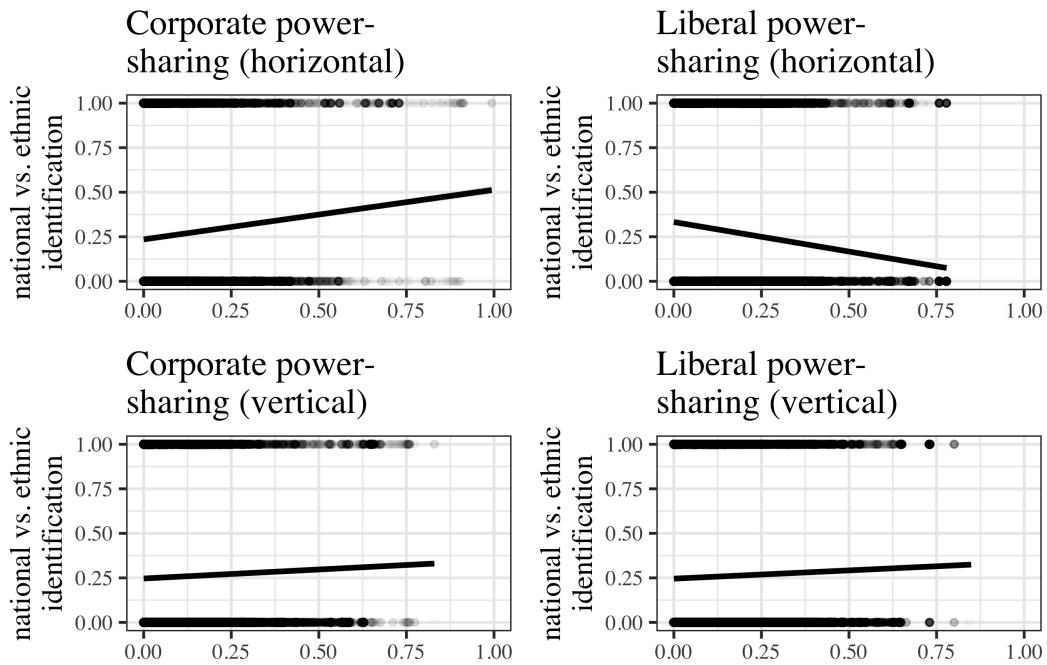 Corporate power-
sharing (horizontal)
national vs. ethnic
identification
1.00
0.75
0.50
0.25
0.00
0.00 0.25 0.50 0.75 1.00
Liberal power-
sharing (horizontal)
national vs. ethnic
identification
1.00
0.75
0.50
0.25
0.00
0.00 0.25 0.50 0.75 1.00
Corporate power-
sharing (vertical)
national vs. ethnic
identification
1.00
0.75
0.50
0.25
0.00
0.00 0.25 0.50 0.75 1.00
Liberal power-
sharing (vertical)
national vs. ethnic
identification
1.00
0.75
0.50
0.25
0.00
0.00 0.25 0.50 0.75 1.00